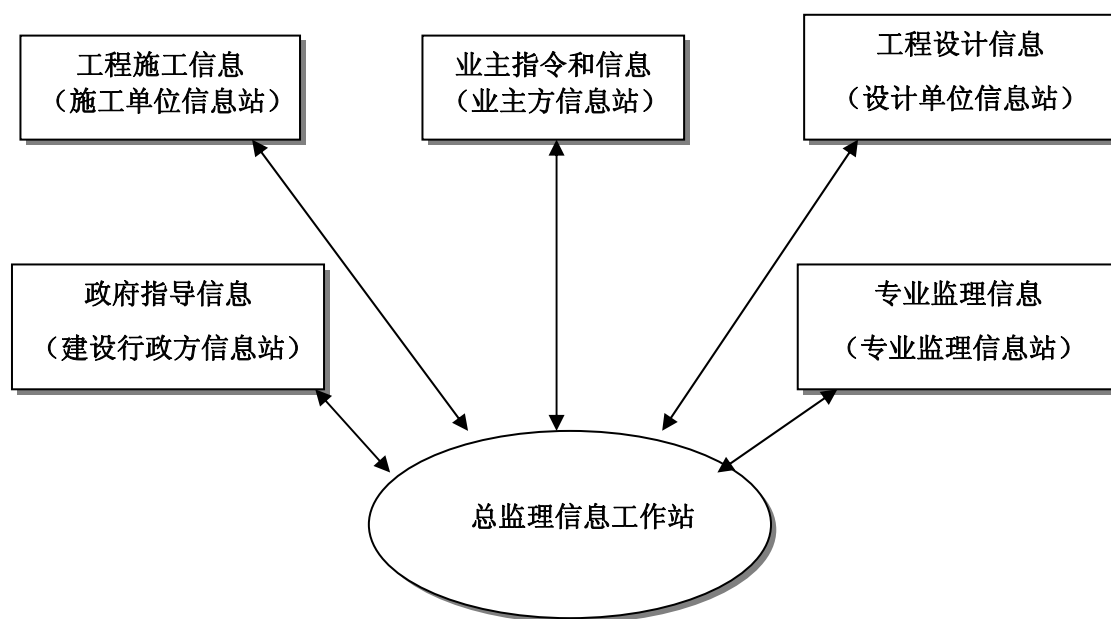 工程施工信息
（施工单位信息站）
业主指令和信息
（业主方信息站）
工程设计信息
（设计单位信息站）
政府指导信息
（建设行政方信息站）
专业监理信息
（专业监理信息站）
总监理信息工作站